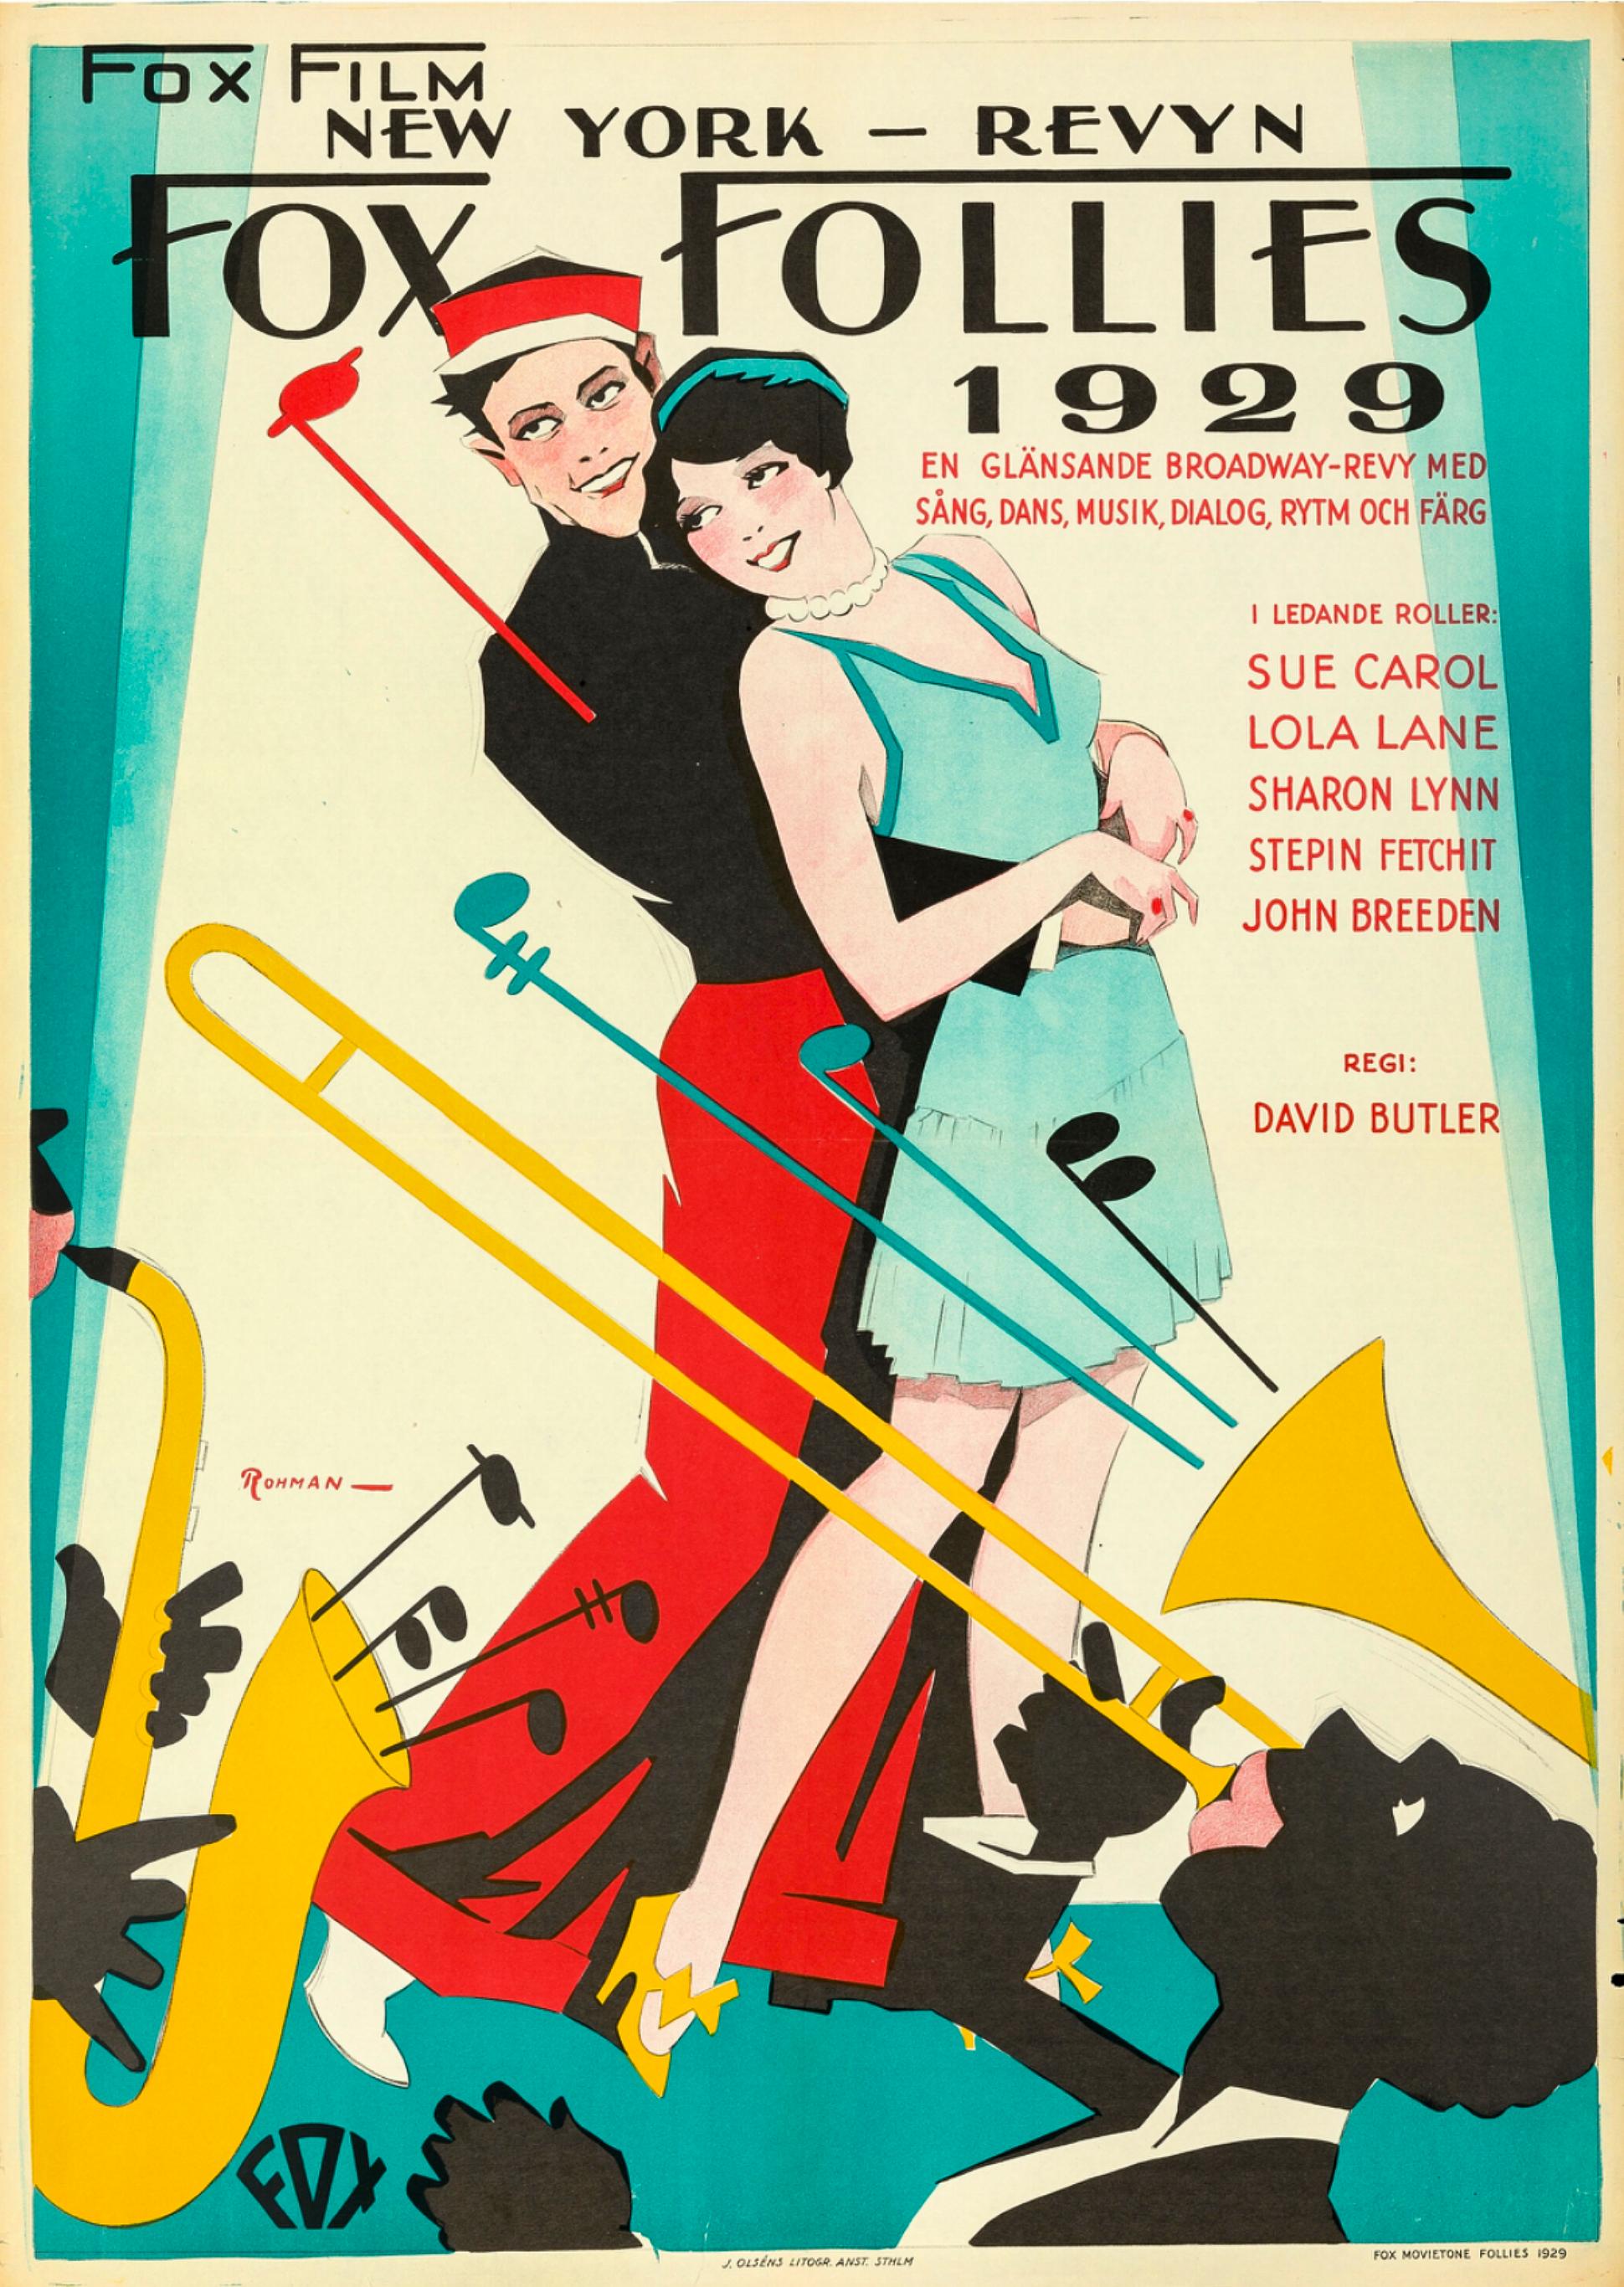 FOX FILM
NEW YORK – REVYN
FOX FOLLIES
1929
EN GLÄNSANDE BROADWAY-REVY MED
SÅNG, DANS, MUSIK, DIALOG, RYTM OCH FÄRG
I LEDANDE ROLLER:
SUE CAROL
LOLA LANE
SHARON LYNN
STEPIN FETCHIT
JOHN BREEDEN
REGI:
DAVID BUTLER
ROHMAN
FOX
J. OLSÉNS LITOGR. ANST. STHLM
FOX MOVIETONE FOLLIES 1929